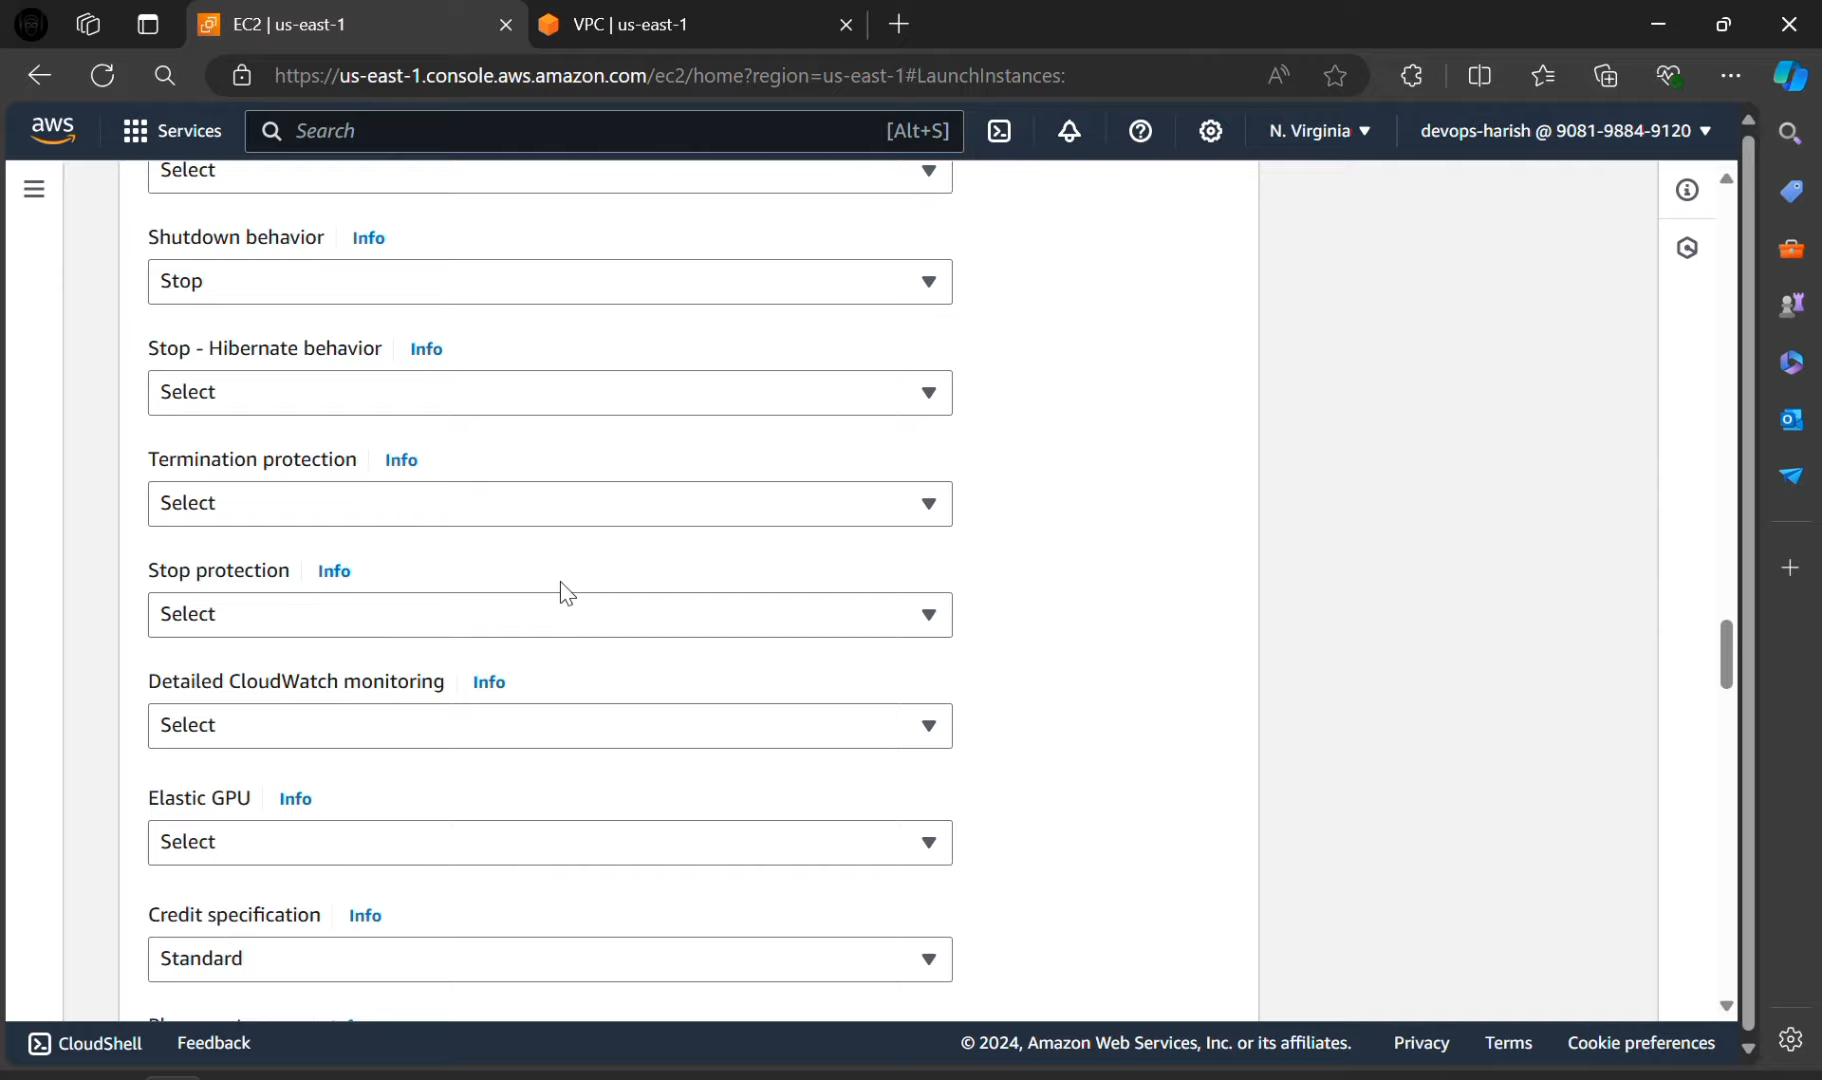 EC2 | us-east-1
VPC | us-east-1
https://us-east-1.console.aws.amazon.com/ec2/home?region=us-east-1#LaunchInstances:
aws
Services
Search
[Alt+S]
N. Virginia
devops-harish @ 9081-9884-9120
Select
Shutdown behavior Info
Stop
Stop - Hibernate behavior Info
Select
Termination protection Info
Select
Stop protection Info
Select
Detailed CloudWatch monitoring Info
Select
Elastic GPU Info
Select
Credit specification Info
Standard
CloudShell
Feedback
© 2024, Amazon Web Services, Inc. or its affiliates.
Privacy
Terms
Cookie preferences